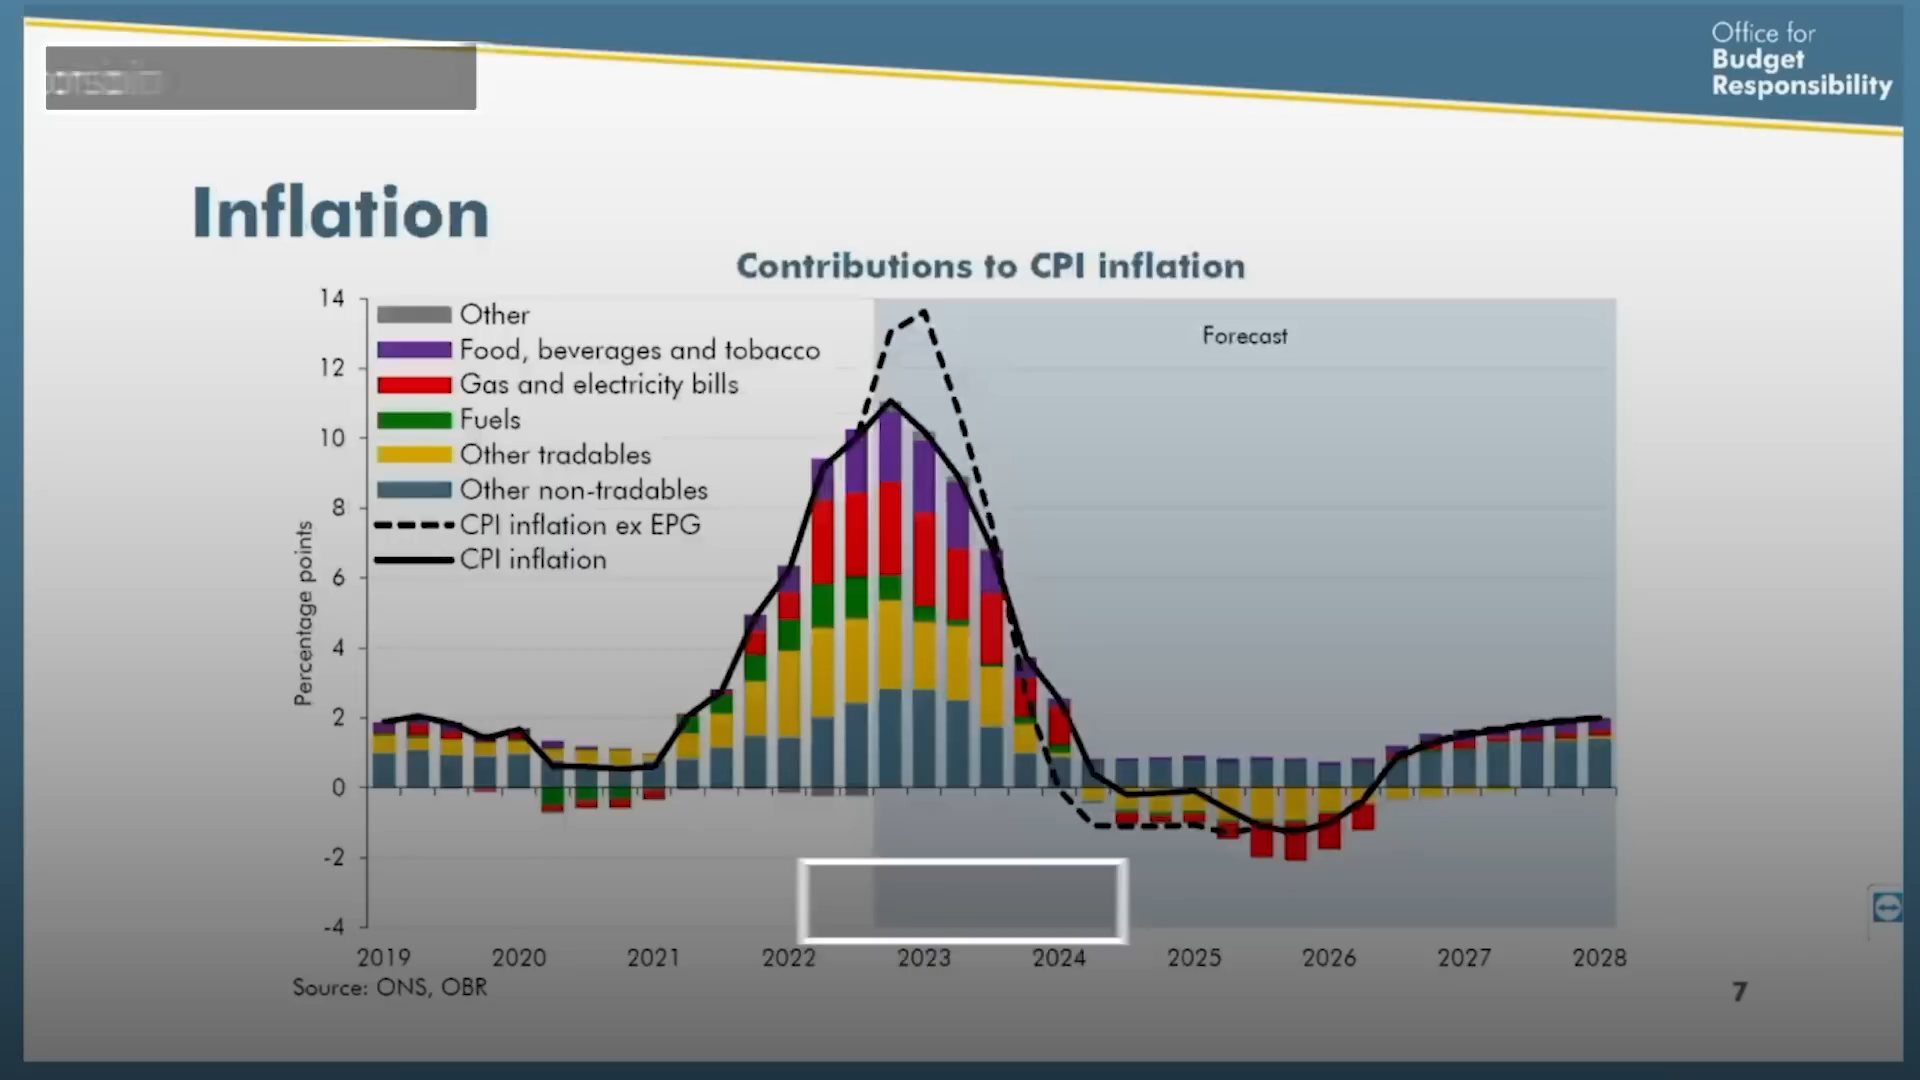 Office for
Budget
Responsibility
Inflation
Contributions to CPI inflation
14
12
10
8
6
4
2
0
-2
-4
Percentage points
Other
Food, beverages and tobacco
Gas and electricity bills
Fuels
Other tradables
Other non-tradables
CPI inflation ex EPG
CPI inflation
Forecast
2019 2020 2021 2022 2023 2024 2025 2026 2027 2028
Source: ONS, OBR
7